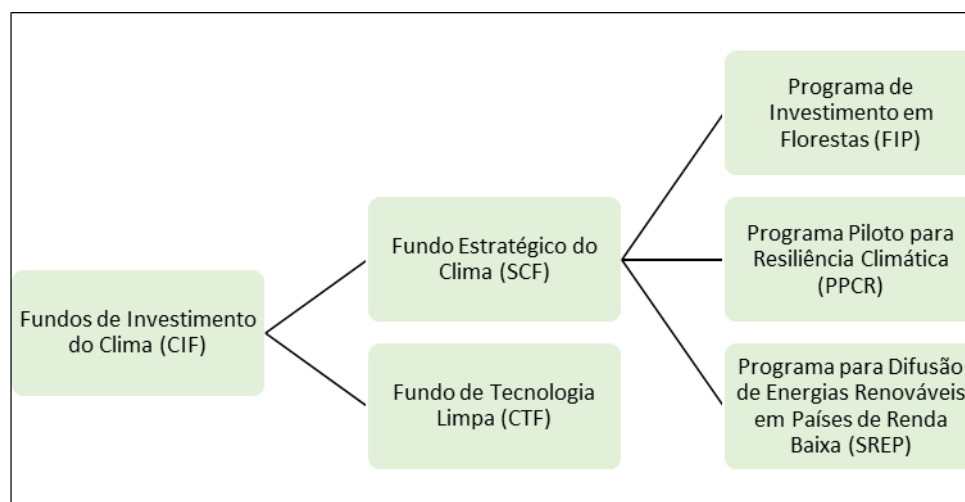 Fundos de Investimento
do Clima (CIF)
Fundo Estratégico do
Clima (SCF)
Fundo de Tecnologia
Limpa (CTF)
Programa de
Investimento em
Florestas (FIP)
Programa Piloto para
Resiliência Climática
(PPCR)
Programa para Difusão
de Energias Renováveis
em Países de Renda
Baixa (SREP)